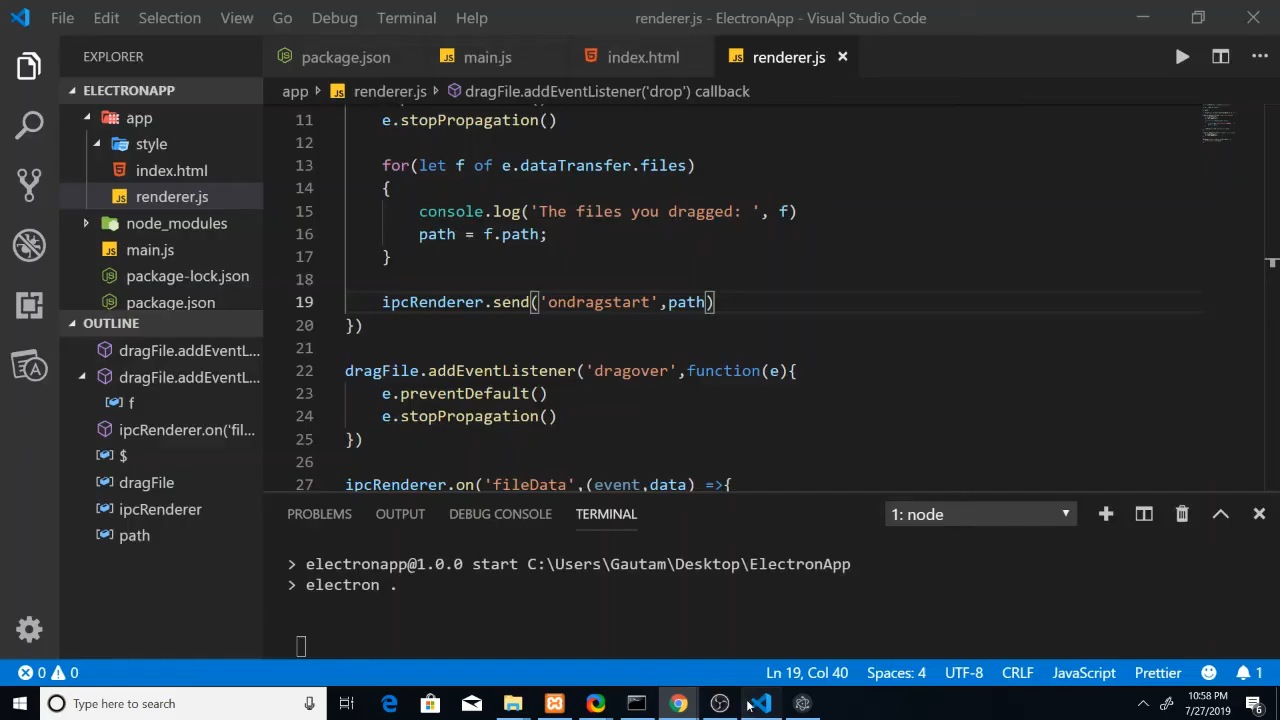 File Edit Selection View Go Debug Terminal Help renderer.js - ElectronApp - Visual Studio Code
EXPLORER
ELECTRONAPP
app
style
index.html
renderer.js
node_modules
main.js
package-lock.json
package.json
OUTLINE
dragFile.addEventL...
dragFile.addEventL...
f
ipcRenderer.on('fil...
$
dragFile
ipcRenderer
path
package.json main.js index.html renderer.js
app renderer.js dragFile.addEventListener('drop') callback
11 e.stopPropagation()
12
13 for(let f of e.dataTransfer.files)
14 {
15 console.log('The files you dragged: ', f)
16 path = f.path;
17 }
18
19 ipcRenderer.send('ondragstart',path)
20 })
21
22 dragFile.addEventListener('dragover',function(e){
23 e.preventDefault()
24 e.stopPropagation()
25 })
26
27 ipcRenderer.on('fileData',(event,data) =>{
PROBLEMS OUTPUT DEBUG CONSOLE TERMINAL 1: node
> electronapp@1.0.0 start C:\Users\Gautam\Desktop\ElectronApp
> electron .
0 0 Ln 19, Col 40 Spaces: 4 UTF-8 CRLF JavaScript Prettier 1
Type here to search
10:58 PM
7/27/2019
6